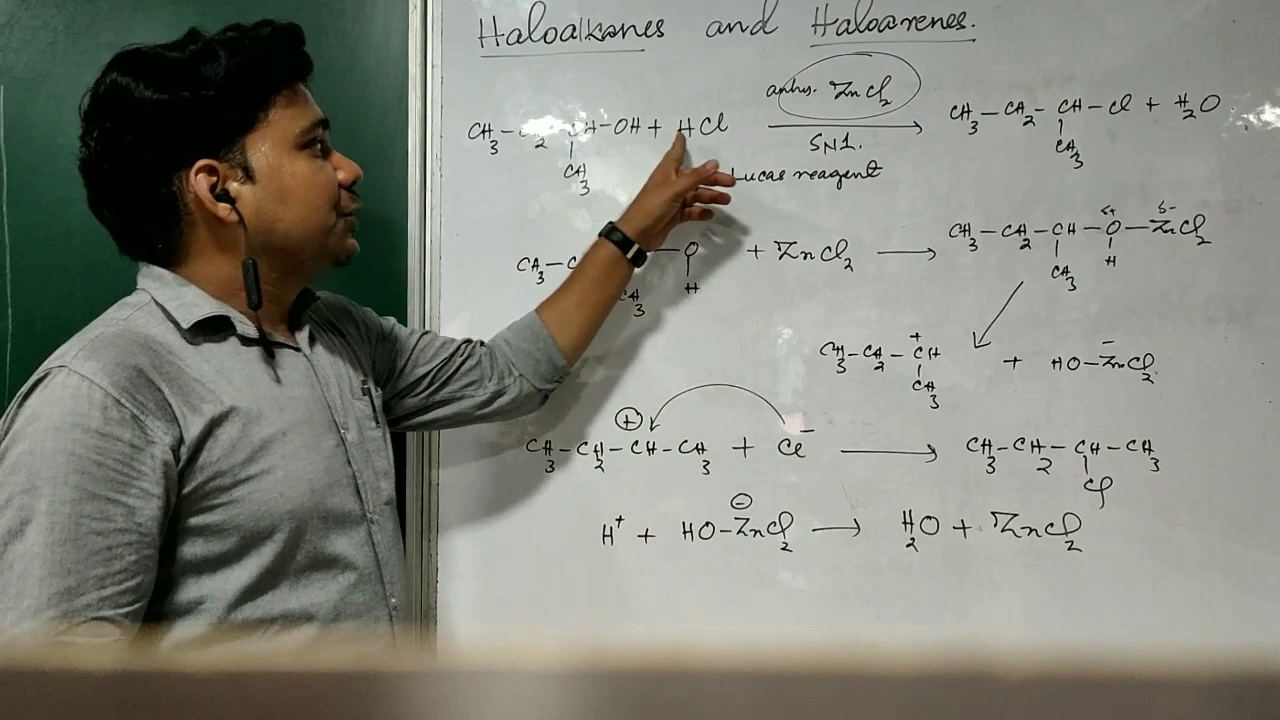 Haloalkanes and Haloarenes.
anhy. ZnCl2
CH3- 2 CH-OH + HCl → CH3-CH2-CH-Cl + H2O
CH3 SN1. CH3
Lucas reagent
CH3-C -O + ZnCl2 → CH3-CH2-CH-O-ZnCl2
δ+ δ-
CH3 H CH3 H
CH3-CH2-CH + HO-ZnCl2
+ -
CH3
⊕
CH3-CH2-CH-CH3 + Cl- → CH3-CH2-CH-CH3
Cl
⊖
H+ + HO-ZnCl2 → H2O + ZnCl2